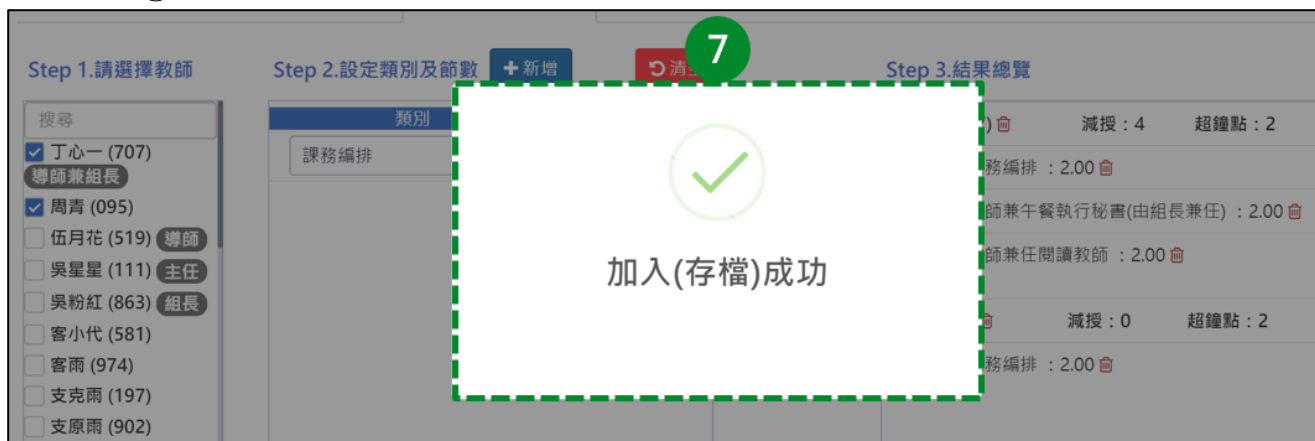 Step 1.請選擇教師
搜尋
丁心一 (707)
導師兼組長
周青 (095)
伍月花 (519) 導師
吳星星 (111) 主任
吳粉紅 (863) 組長
客小代 (581)
客雨 (974)
支克雨 (197)
支原雨 (902)
Step 2.設定類別及節數 +新增 清
類別
課務編排
7
加入(存檔)成功
Step 3.結果總覽
) 減授：4 超鐘點：2
務編排 ：2.00
師兼午餐執行秘書(由組長兼任) ：2.00
師兼任閱讀教師 ：2.00
減授：0 超鐘點：2
務編排 ：2.00